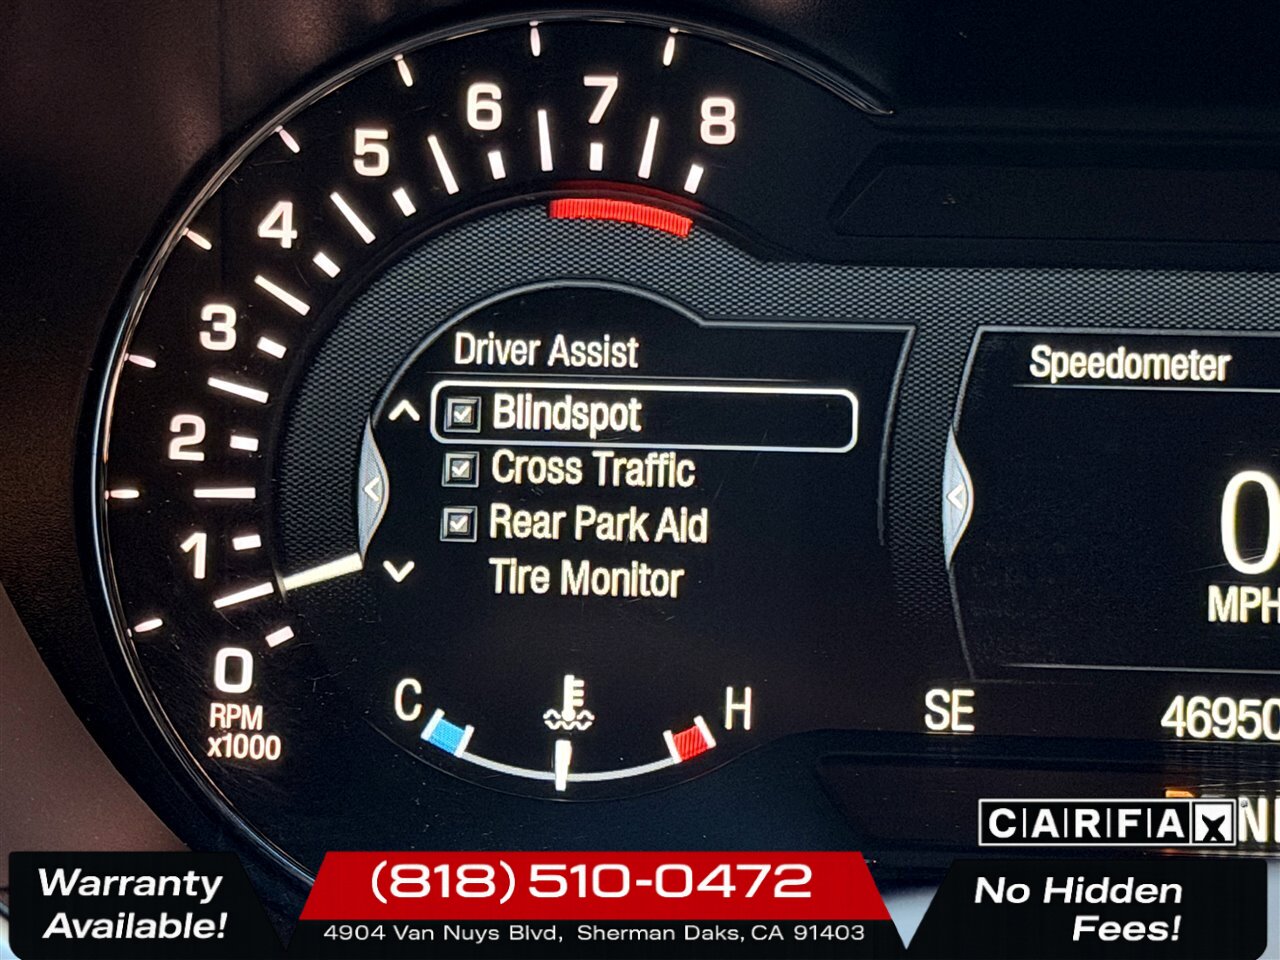 8
7
6
5
4
3
2
1
0
RPM
x1000
Driver Assist
Blindspot
Cross Traffic
Rear Park Aid
Tire Monitor
C
H
Speedometer
0
MPH
SE
46950
CARFAX
Warranty
Available!
(818) 510-0472
4904 Van Nuys Blvd, Sherman Daks, CA 91403
No Hidden
Fees!